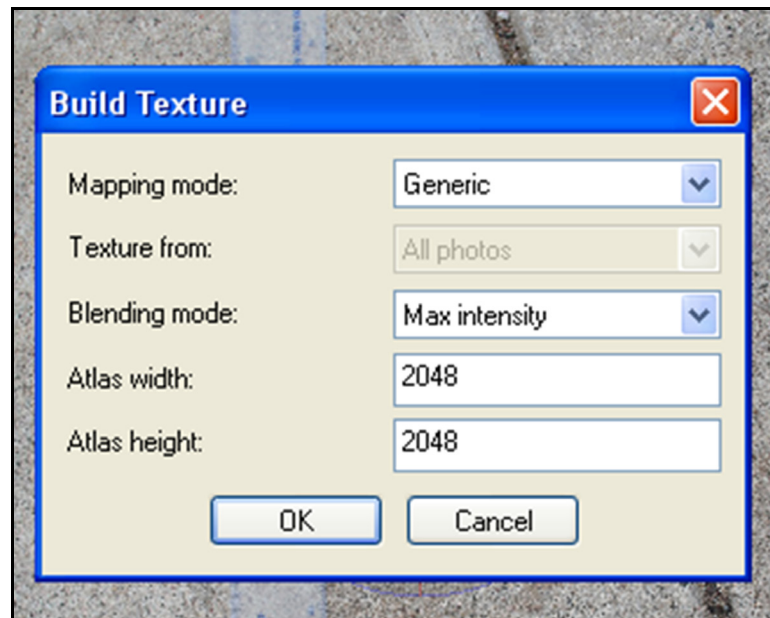 Build Texture
Mapping mode: Generic
Texture from: All photos
Blending mode: Max intensity
Atlas width: 2048
Atlas height: 2048
OK Cancel